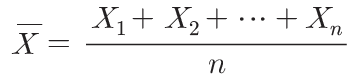 X̄ = (X₁ + X₂ + ⋯ + Xₙ) / n